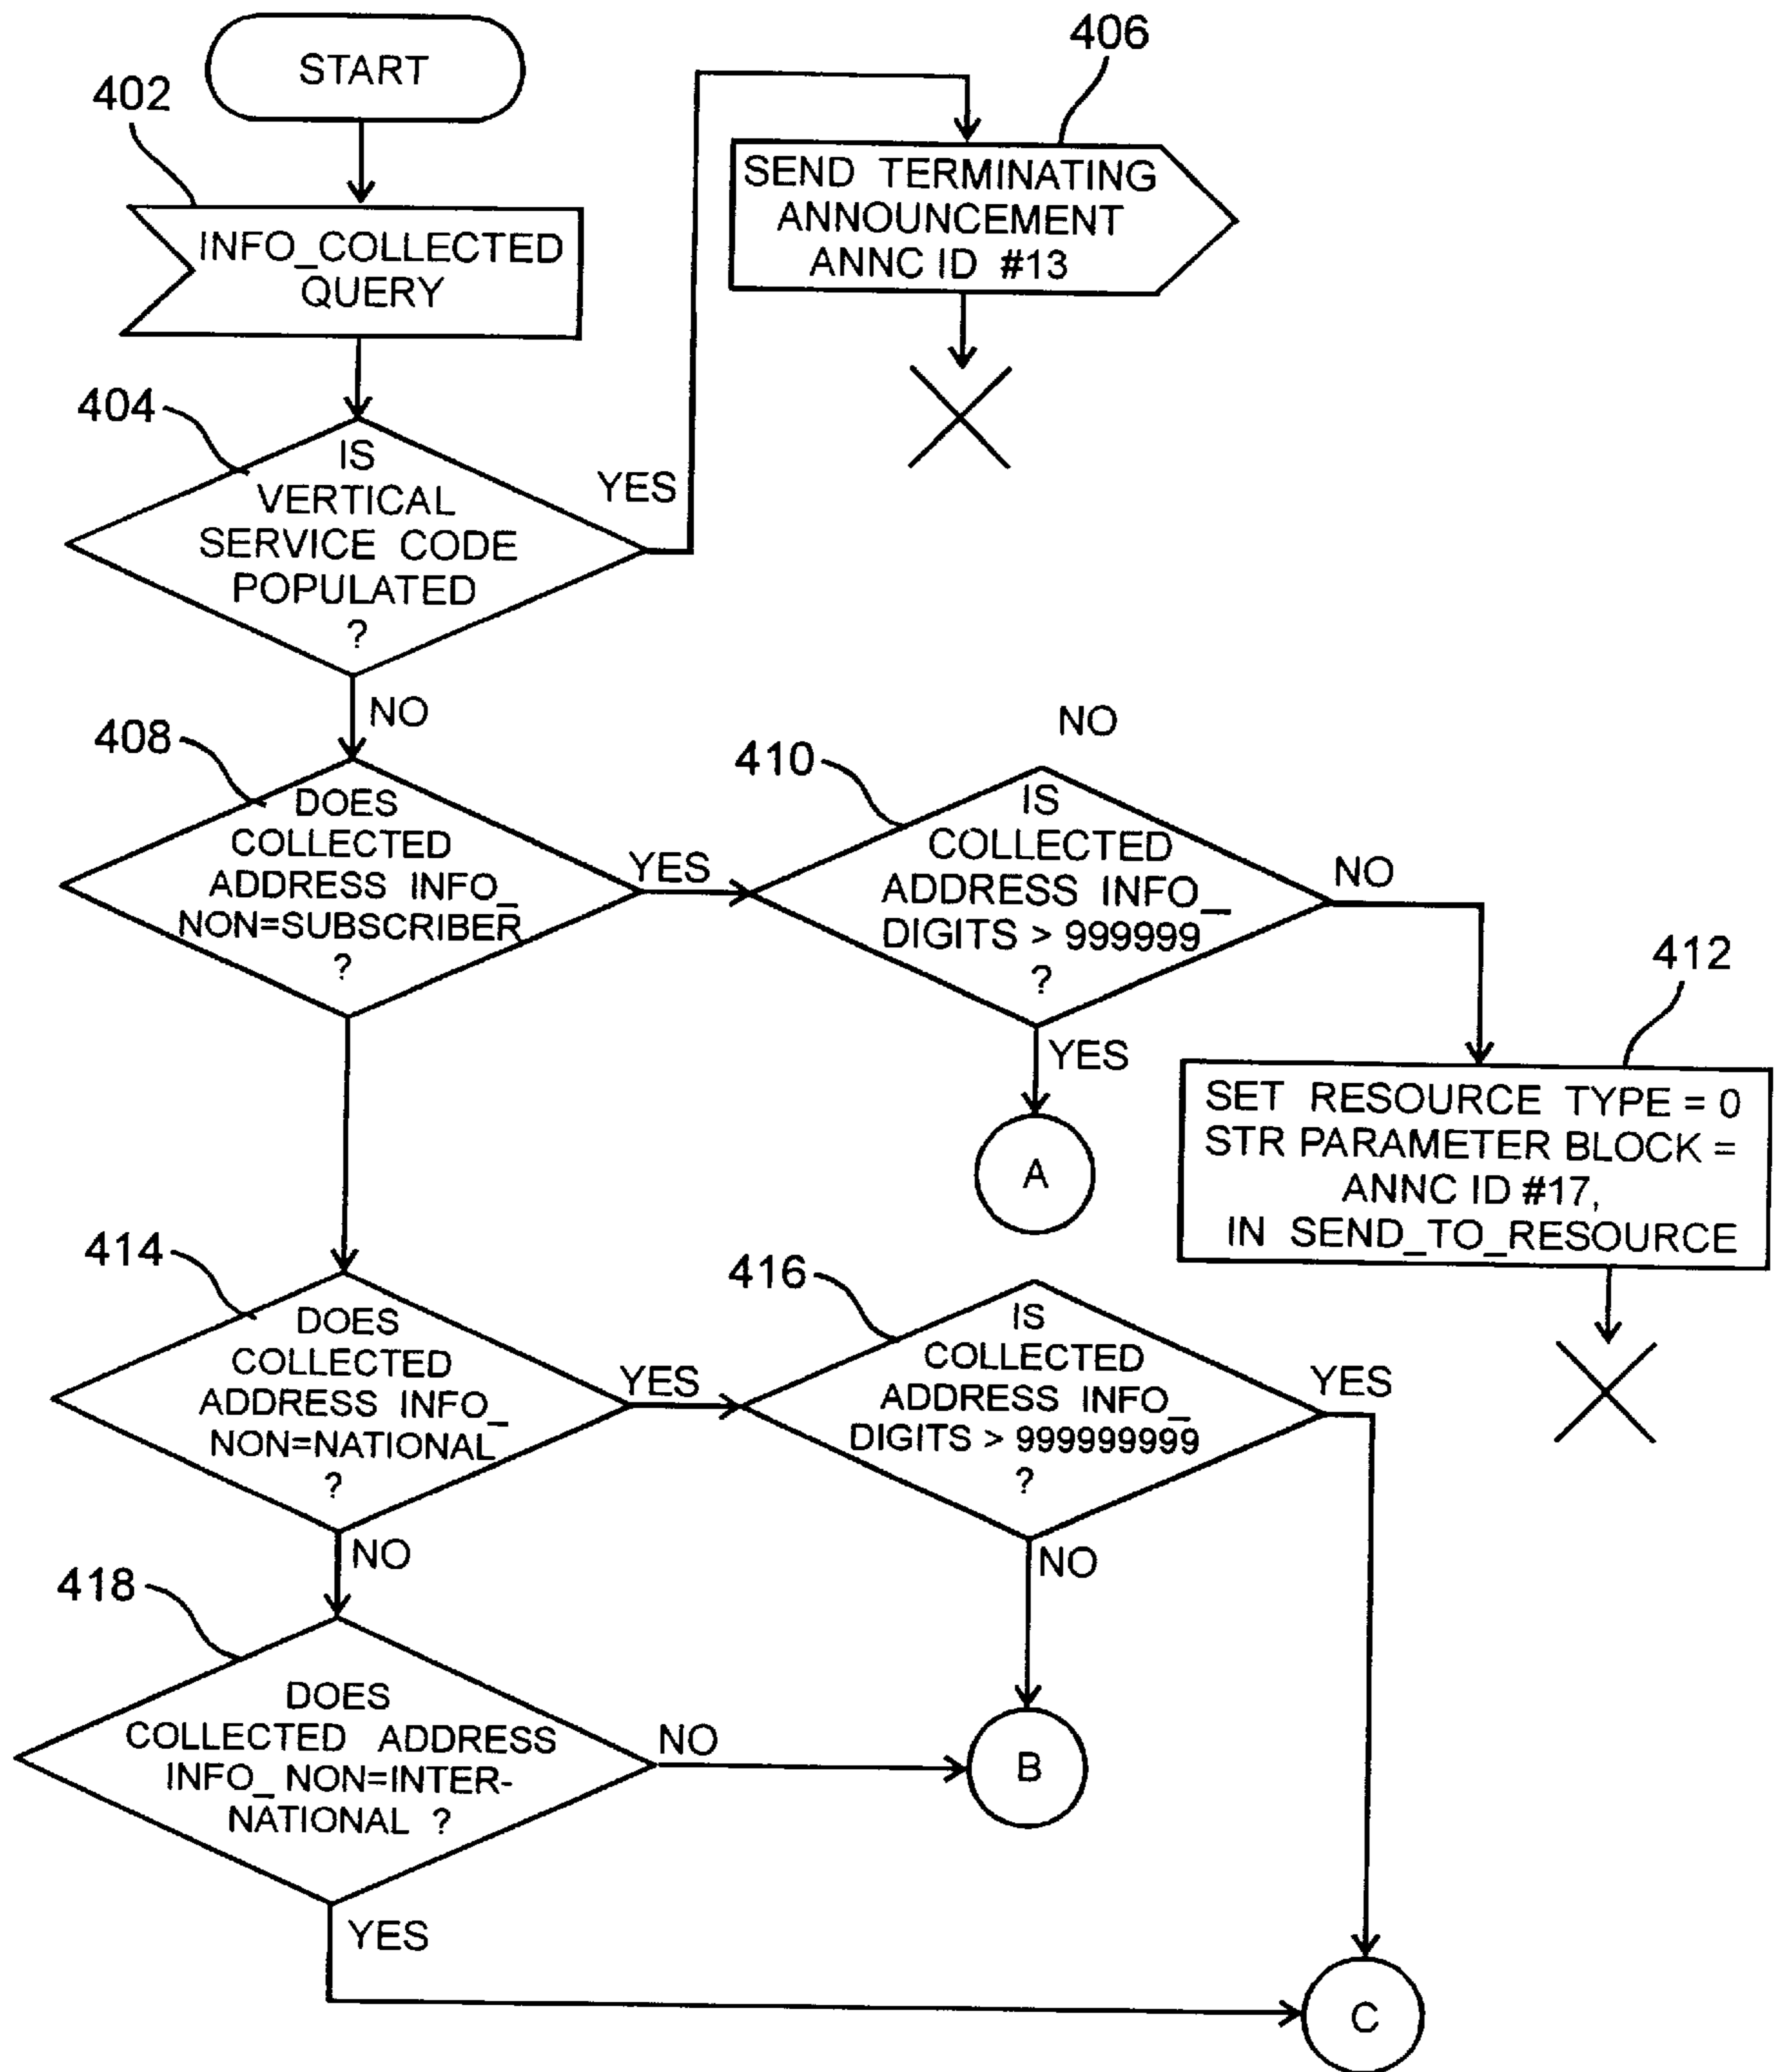 START
402
INFO_COLLECTED
QUERY
406
SEND TERMINATING
ANNOUNCEMENT
ANNC ID #13
404
IS
VERTICAL
SERVICE CODE
POPULATED
?
YES
NO
408
DOES
COLLECTED
ADDRESS INFO_
NON=SUBSCRIBER
?
YES
NO
410
IS
COLLECTED
ADDRESS INFO_
DIGITS > 999999
?
NO
YES
A
412
SET RESOURCE TYPE = 0
STR PARAMETER BLOCK =
ANNC ID #17,
IN SEND_TO_RESOURCE
414
DOES
COLLECTED
ADDRESS INFO_
NON=NATIONAL
?
YES
NO
416
IS
COLLECTED
ADDRESS INFO_
DIGITS > 999999999
?
YES
NO
418
DOES
COLLECTED ADDRESS
INFO_ NON=INTER-
NATIONAL ?
NO
B
YES
C